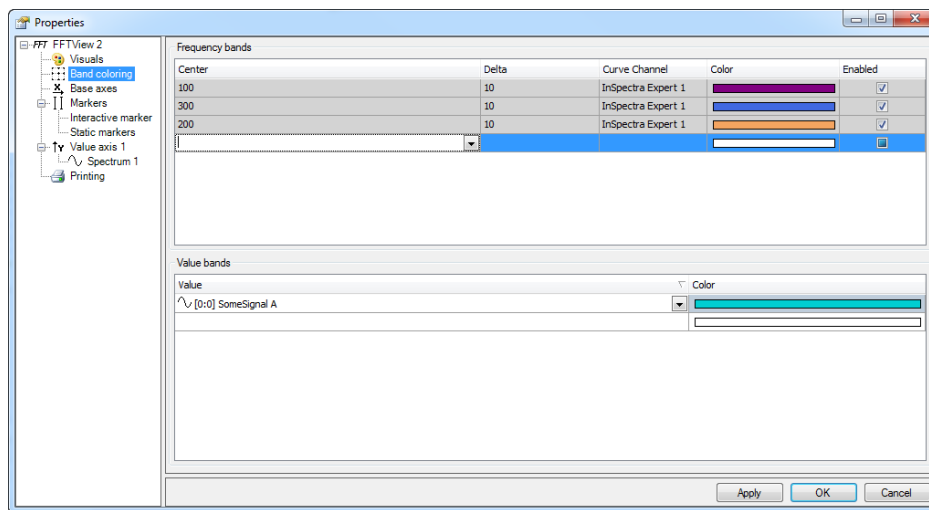 Properties
FFT FFTView 2
Visuals
Band coloring
Base axes
Markers
Interactive marker
Static markers
Value axis 1
Spectrum 1
Printing
Frequency bands
Center Delta Curve Channel Color Enabled
100 10 InSpectra Expert 1
300 10 InSpectra Expert 1
200 10 InSpectra Expert 1
Value bands
Value Color
[0:0] SomeSignal A
Apply OK Cancel